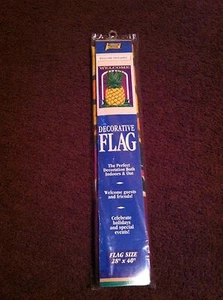 WELCOME
DECORATIVE
FLAG
The Perfect
Decoration Both
Indoors & Out
Welcome guests
and friends!
Celebrate
holidays
and special
events!
FLAG SIZE
28" x 40"